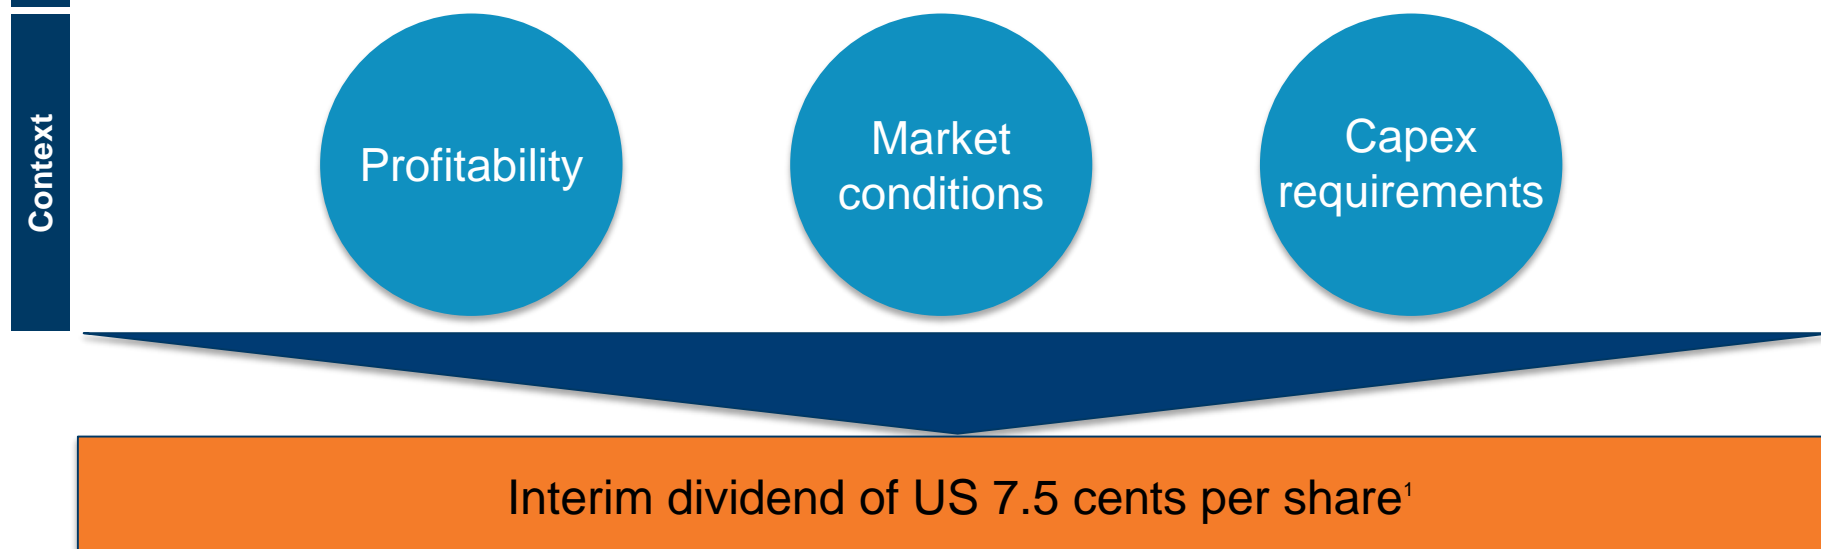 Context
Profitability
Market
conditions
Capex
requirements
Interim dividend of US 7.5 cents per share¹